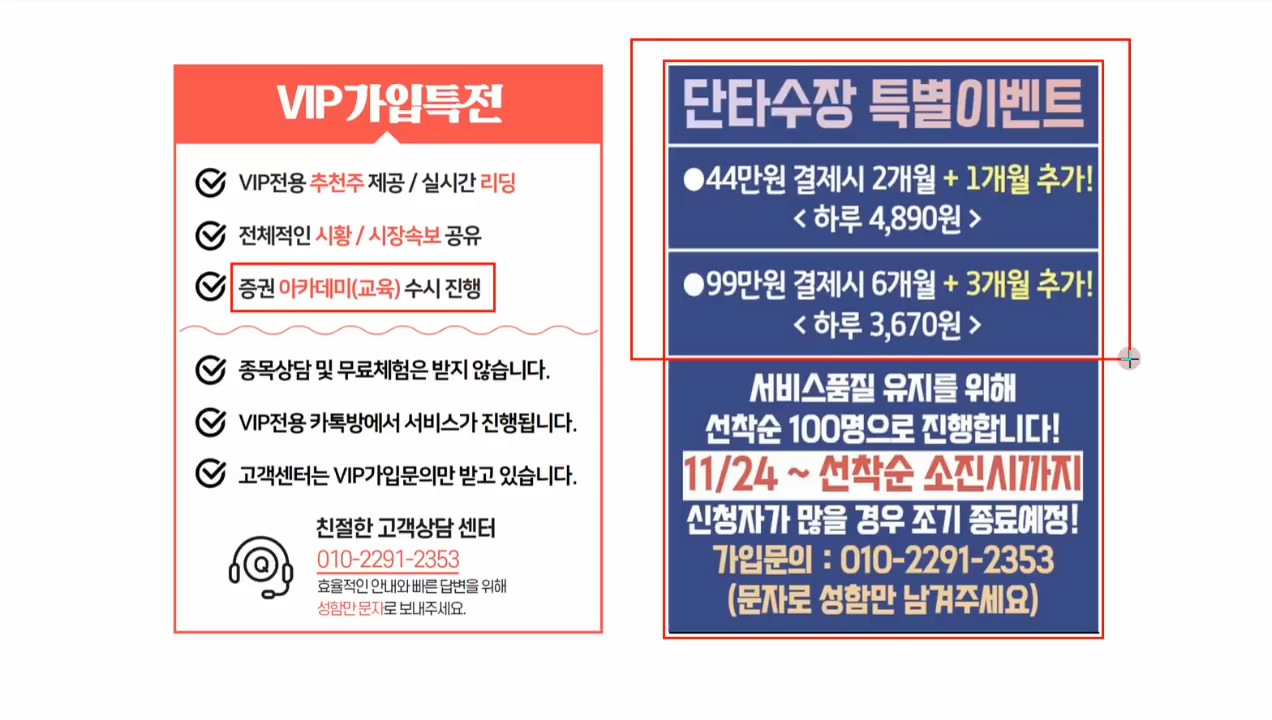 VIP가입특전
VIP전용 추천주 제공 / 실시간 리딩
전체적인 시황 / 시장속보 공유
증권 아카데미(교육) 수시 진행
종목상담 및 무료체험은 받지 않습니다.
VIP전용 카톡방에서 서비스가 진행됩니다.
고객센터는 VIP가입문의만 받고 있습니다.
Q
친절한 고객상담 센터
010-2291-2353
효율적인 안내와 빠른 답변을 위해
성함만 문자로 보내주세요.
단타수장 특별이벤트
●44만원 결제시 2개월 + 1개월 추가!
< 하루 4,890원 >
●99만원 결제시 6개월 + 3개월 추가!
< 하루 3,670원 >
서비스품질 유지를 위해
선착순 100명으로 진행합니다!
11/24 ~ 선착순 소진시까지
신청자가 많을 경우 조기 종료예정!
가입문의 : 010-2291-2353
(문자로 성함만 남겨주세요)